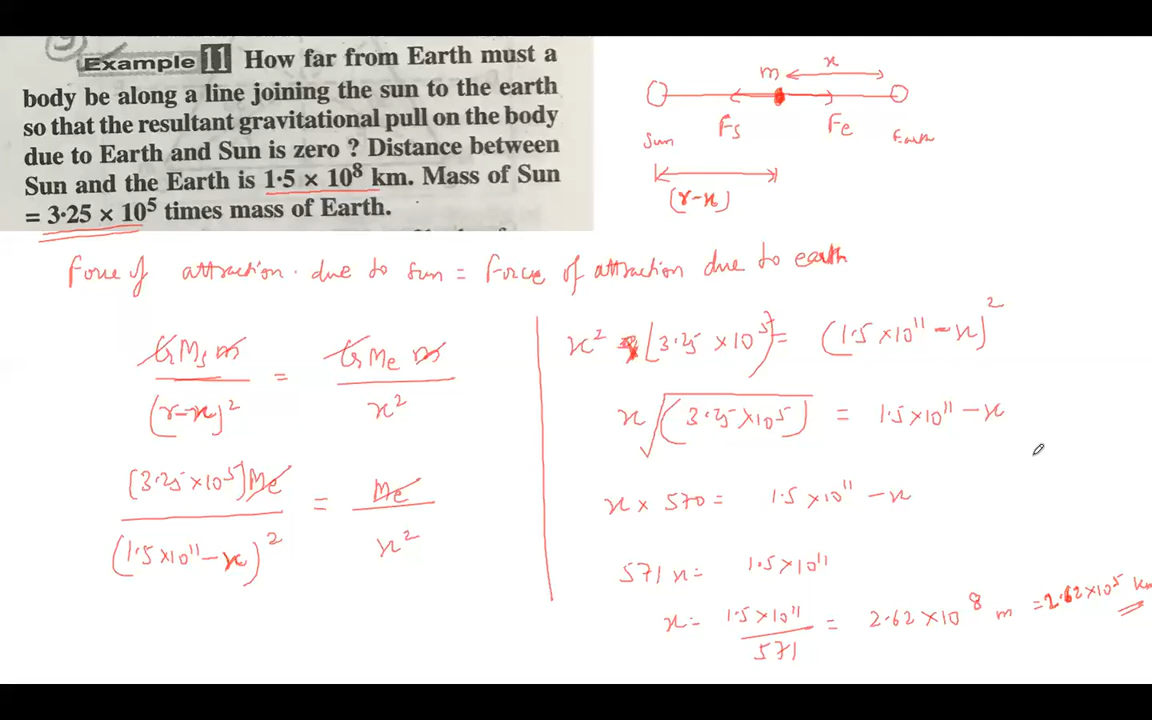 Example 11 How far from Earth must a
body be along a line joining the sun to the earth
so that the resultant gravitational pull on the body
due to Earth and Sun is zero ? Distance between
Sun and the Earth is 1·5 × 10⁸ km. Mass of Sun
= 3·25 × 10⁵ times mass of Earth.
m x
Fs Fe
Sun Earth
(r-x)
Force of attraction due to sun = Force of attraction due to earth
GMs m / (r-x)² = GMe m / x²
(3.25×10⁵)Me / (1.5×10¹¹-x)² = Me / x²
x² (3.25 ×10⁵) = (1.5×10¹¹-x)²
x √(3.25×10⁵) = 1.5×10¹¹-x
x × 570 = 1.5×10¹¹-x
571 x = 1.5×10¹¹
x = 1.5×10¹¹ / 571 = 2.62×10⁸ m = 2.62×10⁵ km